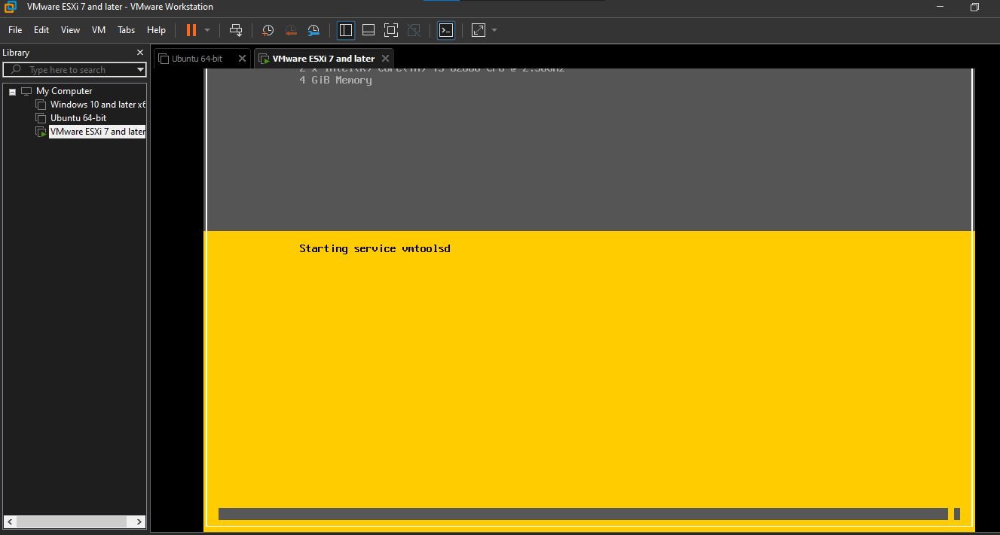 VMware ESXi 7 and later - VMware Workstation
File Edit View VM Tabs Help
Library
Type here to search
My Computer
Windows 10 and later x6
Ubuntu 64-bit
VMware ESXi 7 and later
Ubuntu 64-bit
VMware ESXi 7 and later
4 GiB Memory
Starting service vmtoolsd